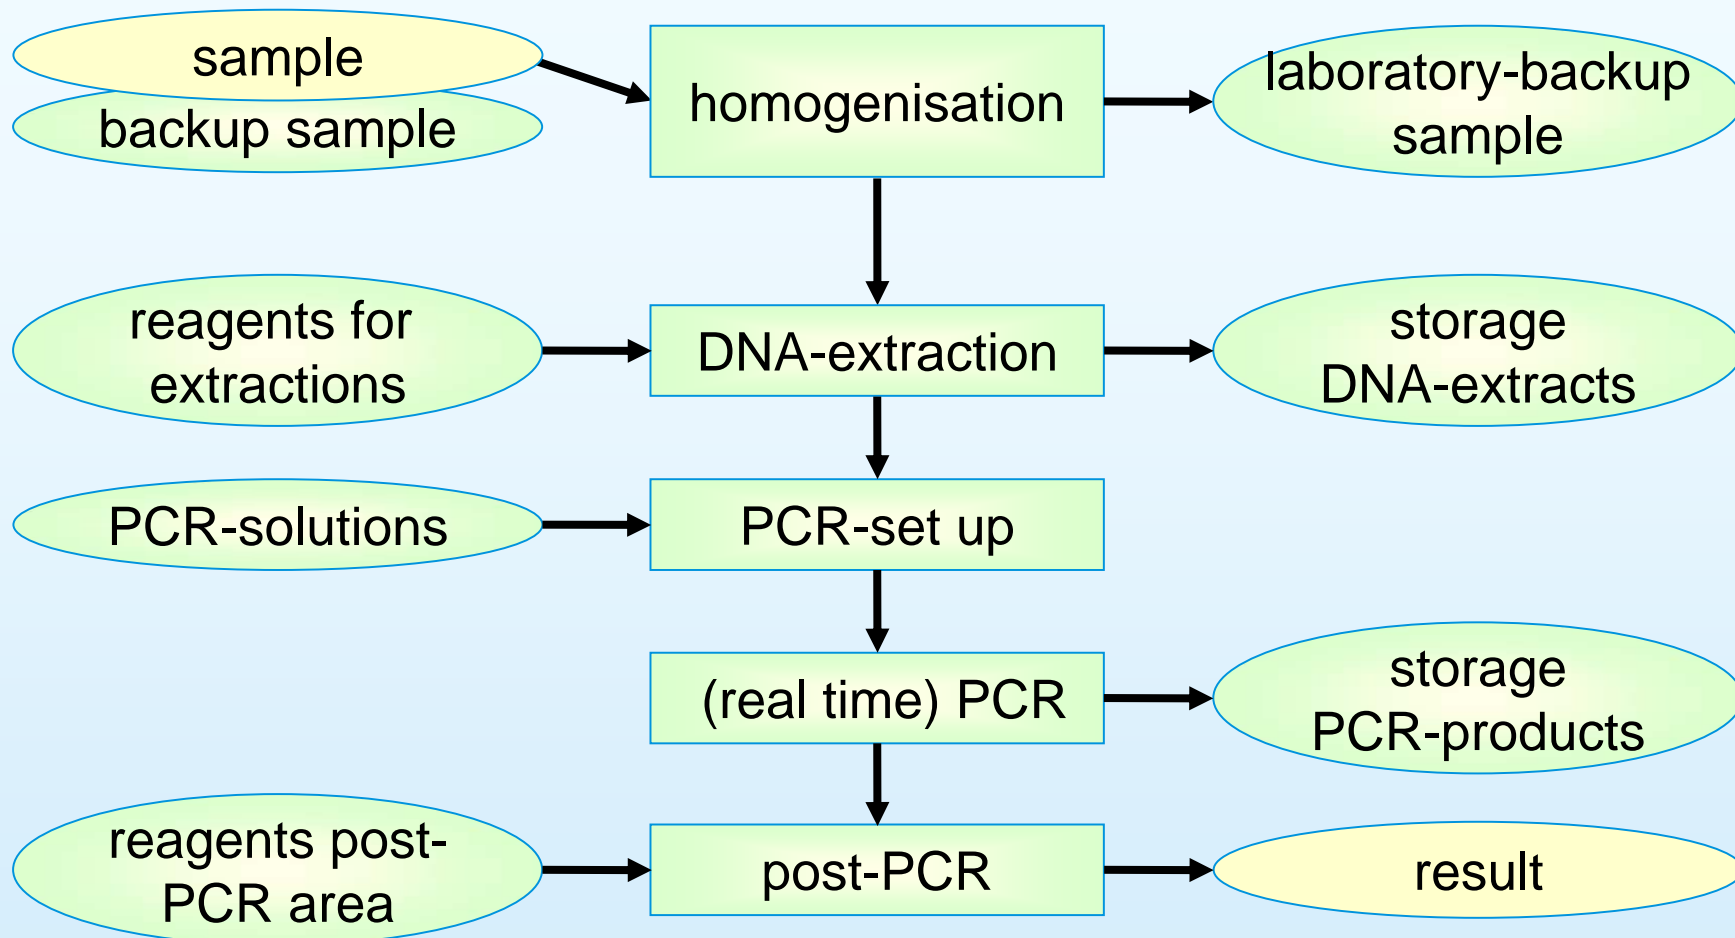 sample
backup sample
homogenisation
laboratory-backup
sample
reagents for
extractions
DNA-extraction
storage
DNA-extracts
PCR-solutions
PCR-set up
(real time) PCR
storage
PCR-products
reagents post-
PCR area
post-PCR
result